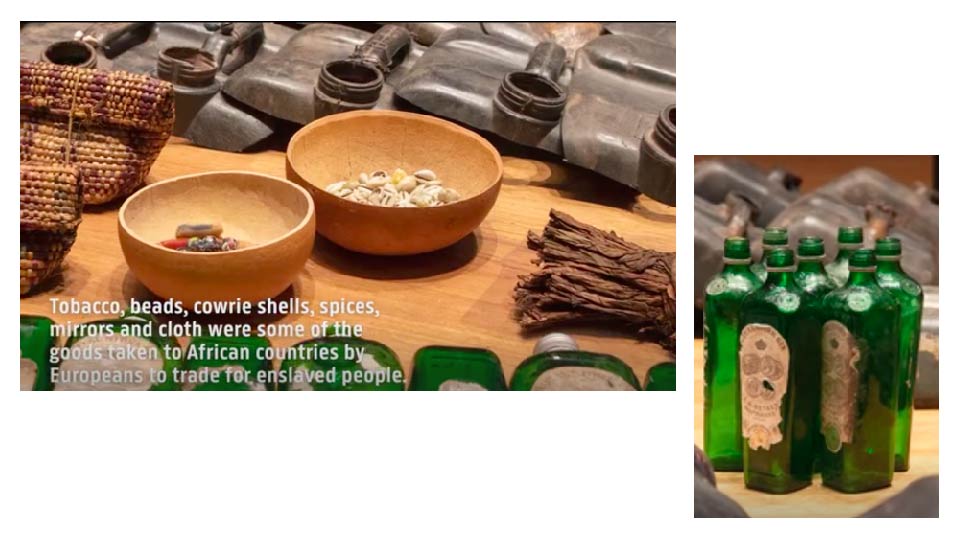 Tobacco, beads, cowrie shells, spices,
mirrors and cloth were some of the
goods taken to African countries by
Europeans to trade for enslaved people.